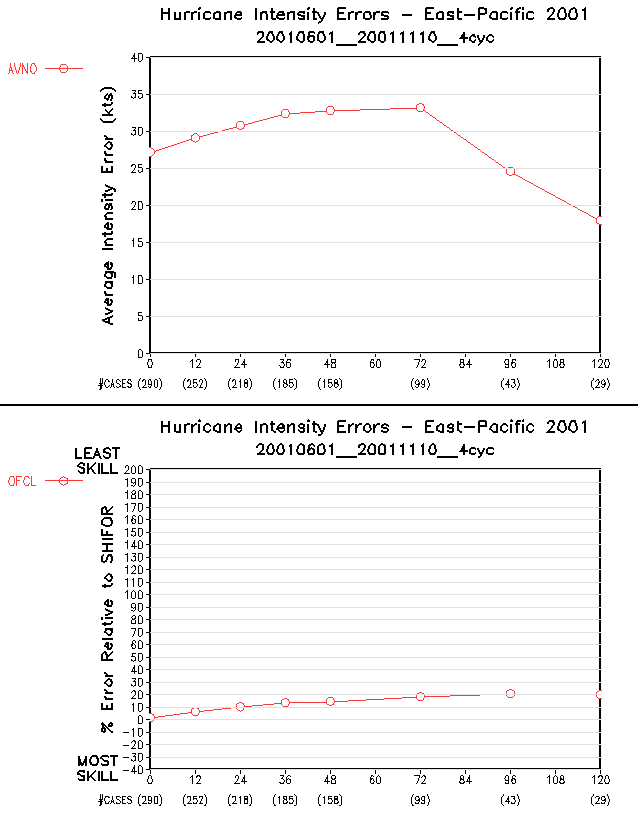 Hurricane Intensity Errors - East-Pacific 2001
20010601__20011110__4cyc
AVNO
Average Intensity Error (kts)
40
35
30
25
20
15
10
5
0
0 12 24 36 48 60 72 84 96 108 120
#CASES (290) (252) (218) (185) (158) (99) (43) (29)
Hurricane Intensity Errors - East-Pacific 2001
20010601__20011110__4cyc
LEAST
SKILL
OFCL
% Error Relative to SHIFOR
200
190
180
170
160
150
140
130
120
110
100
90
80
70
60
50
40
30
20
10
0
-10
-20
-30
-40
MOST
SKILL
0 12 24 36 48 60 72 84 96 108 120
#CASES (290) (252) (218) (185) (158) (99) (43) (29)